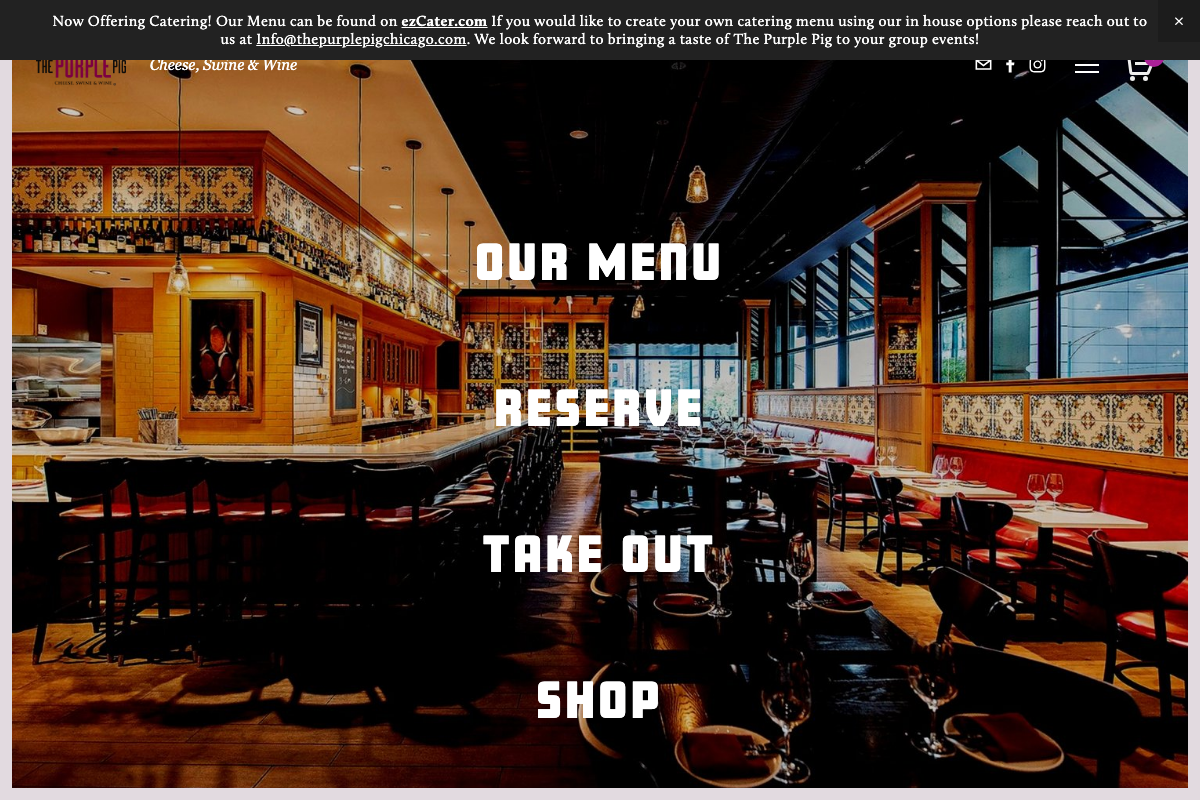 Now Offering Catering! Our Menu can be found on ezCater.com If you would like to create your own catering menu using our in house options please reach out to
us at Info@thepurplepigchicago.com. We look forward to bringing a taste of The Purple Pig to your group events!
THE PURPLE PIG
CHEESE, SWINE & WINE
Cheese, Swine & Wine
OUR MENU
RESERVE
TAKE OUT
SHOP